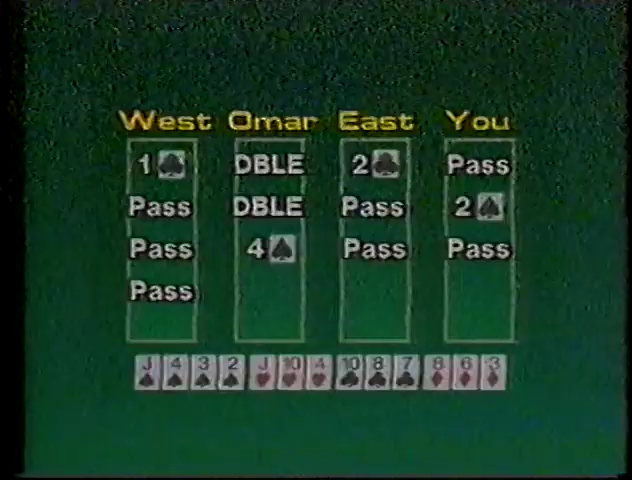 West Omar East You
1♣ DBLE 2♣ Pass
Pass DBLE Pass 2♠
Pass 4♠ Pass Pass
Pass
J♠ 4♠ 3♠ 2♠ J♥ 10♥ 4♥ 10♣ 8♣ 7♣ 8♦ 6♦ 3♦